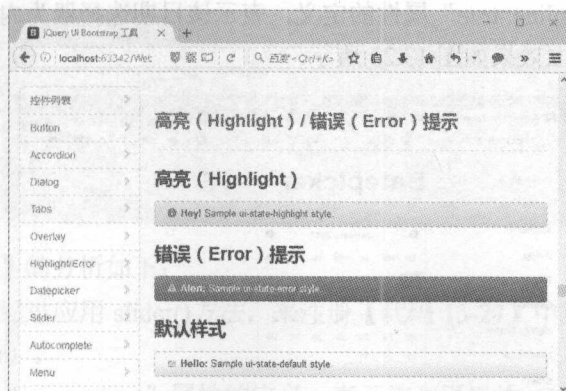 jQuery UI Bootstrap 工具
localhost:63342/Wec
百度 <Ctrl+K>
控件列表
Button
Accordion
Dialog
Tabs
Overlay
Highlight/Error
Datepicker
Slider
Autocomplete
Menu
高亮（Highlight）/ 错误（Error）提示
高亮（Highlight）
Hey! Sample ui-state-highlight style.
错误（Error）提示
Alert: Sample ui-state-error style.
默认样式
Hello: Sample ui-state-default style.